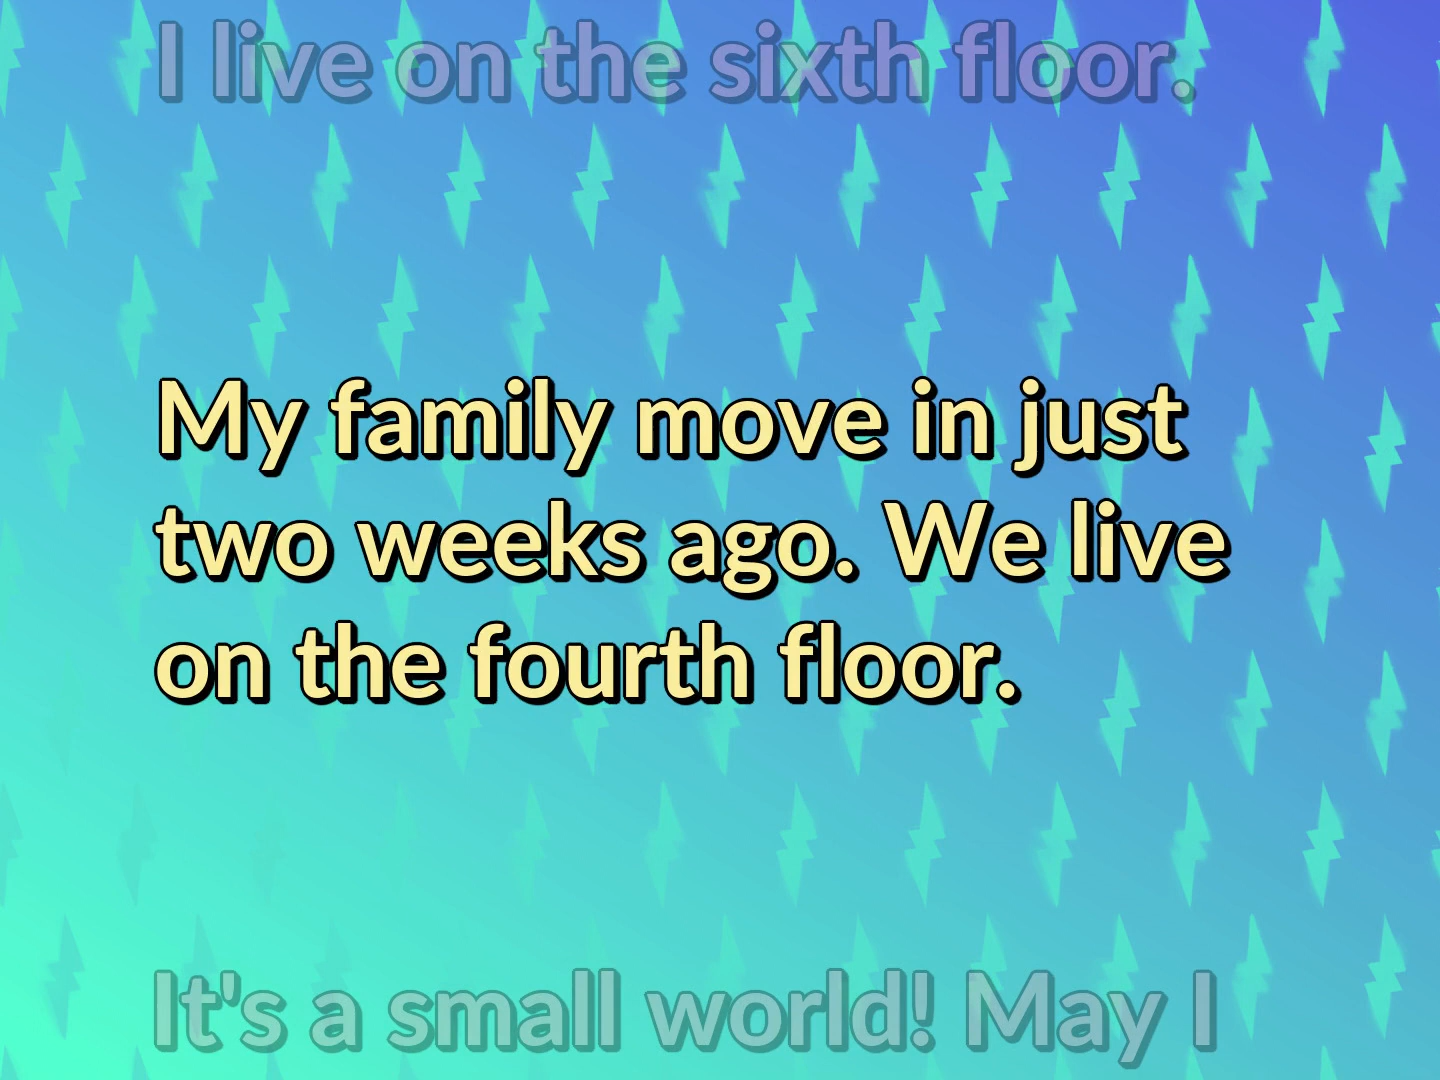 I live on the sixth floor.
My family move in just
two weeks ago. We live
on the fourth floor.
It's a small world! May I